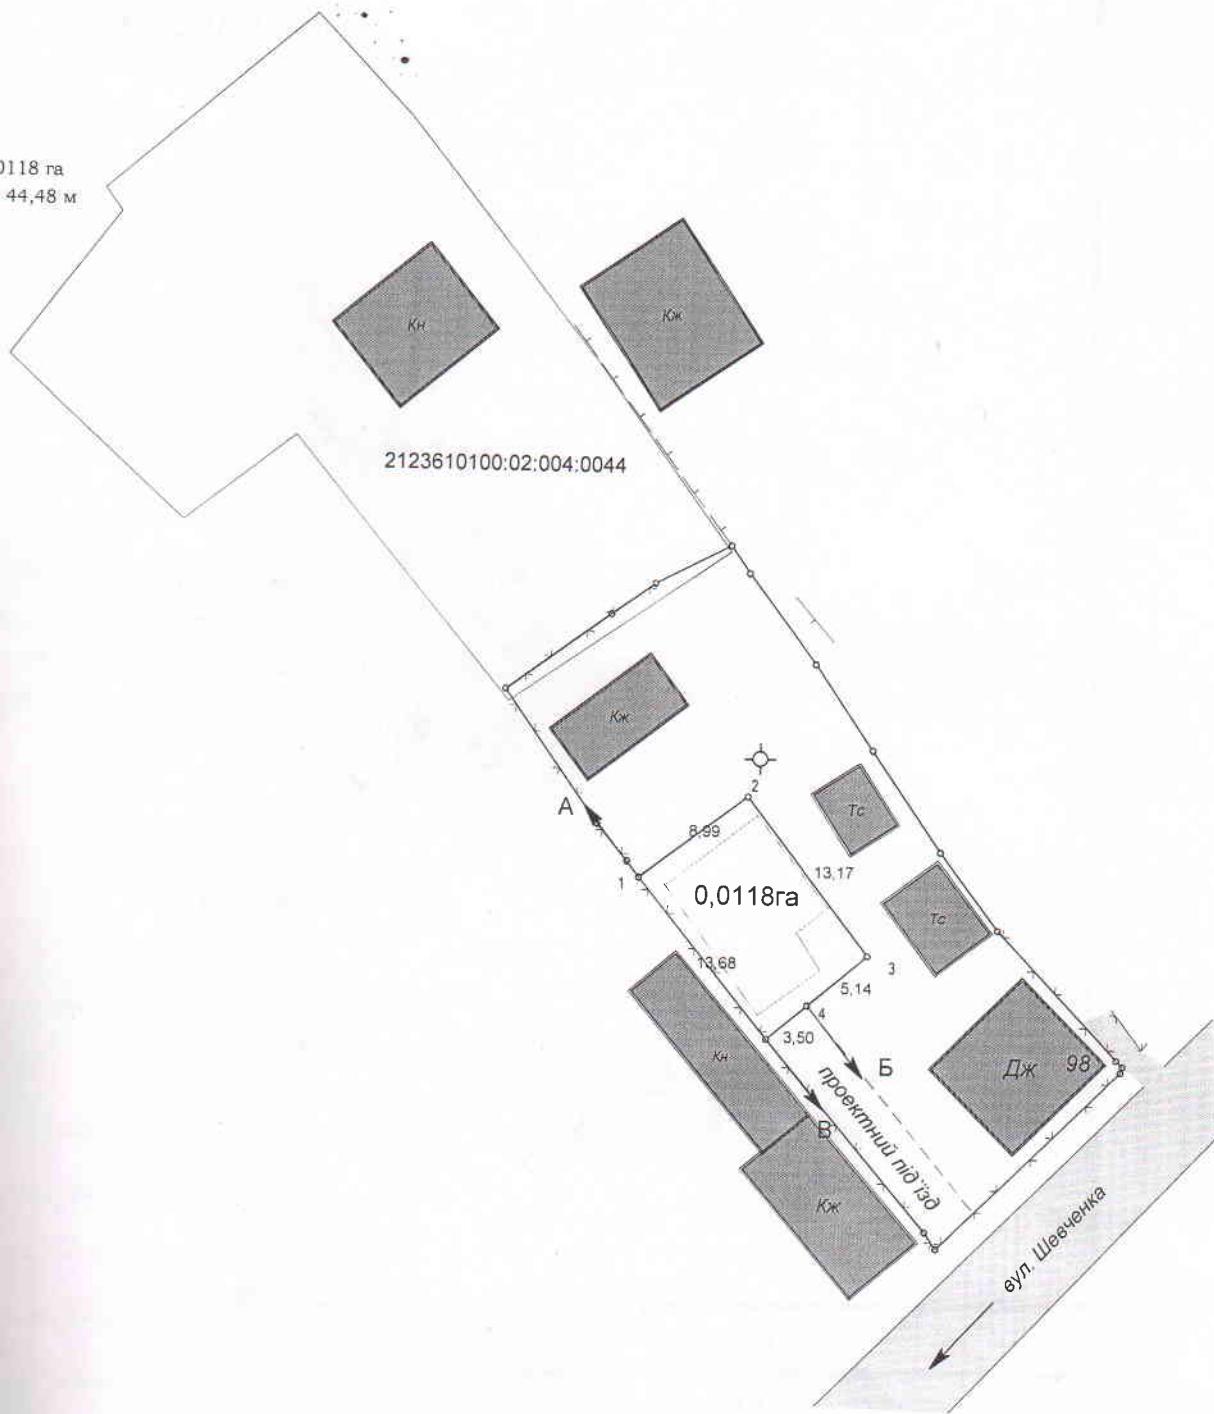 0118 га
44,48 м
Кн
Кж
2123610100:02:004:0044
Кж
2
А
8,99
Тс
13,17
1
0,0118га
Тс
13,68
3
5,14
4
3,50
Кн
Б
Дж
98
проектний під'їзд
В
Кж
вул. Шевченка